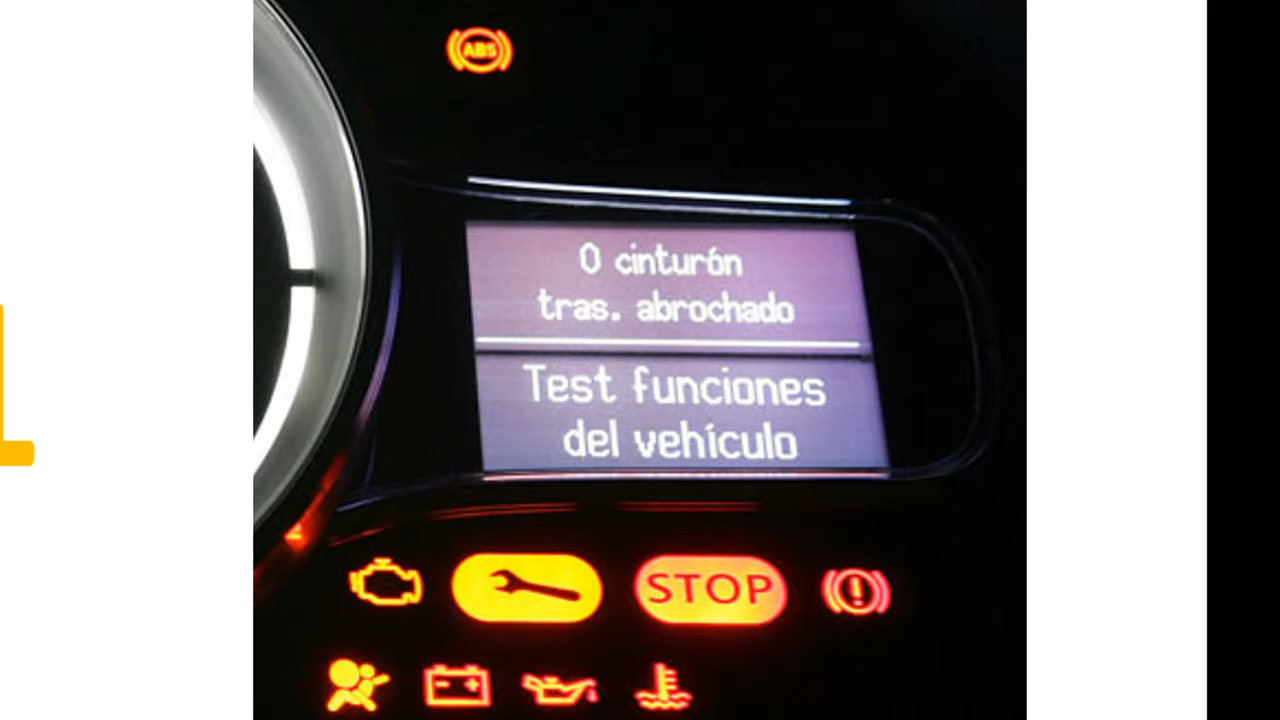 ABS
0 cinturón
tras. abrochado
Test funciones
del vehículo
STOP